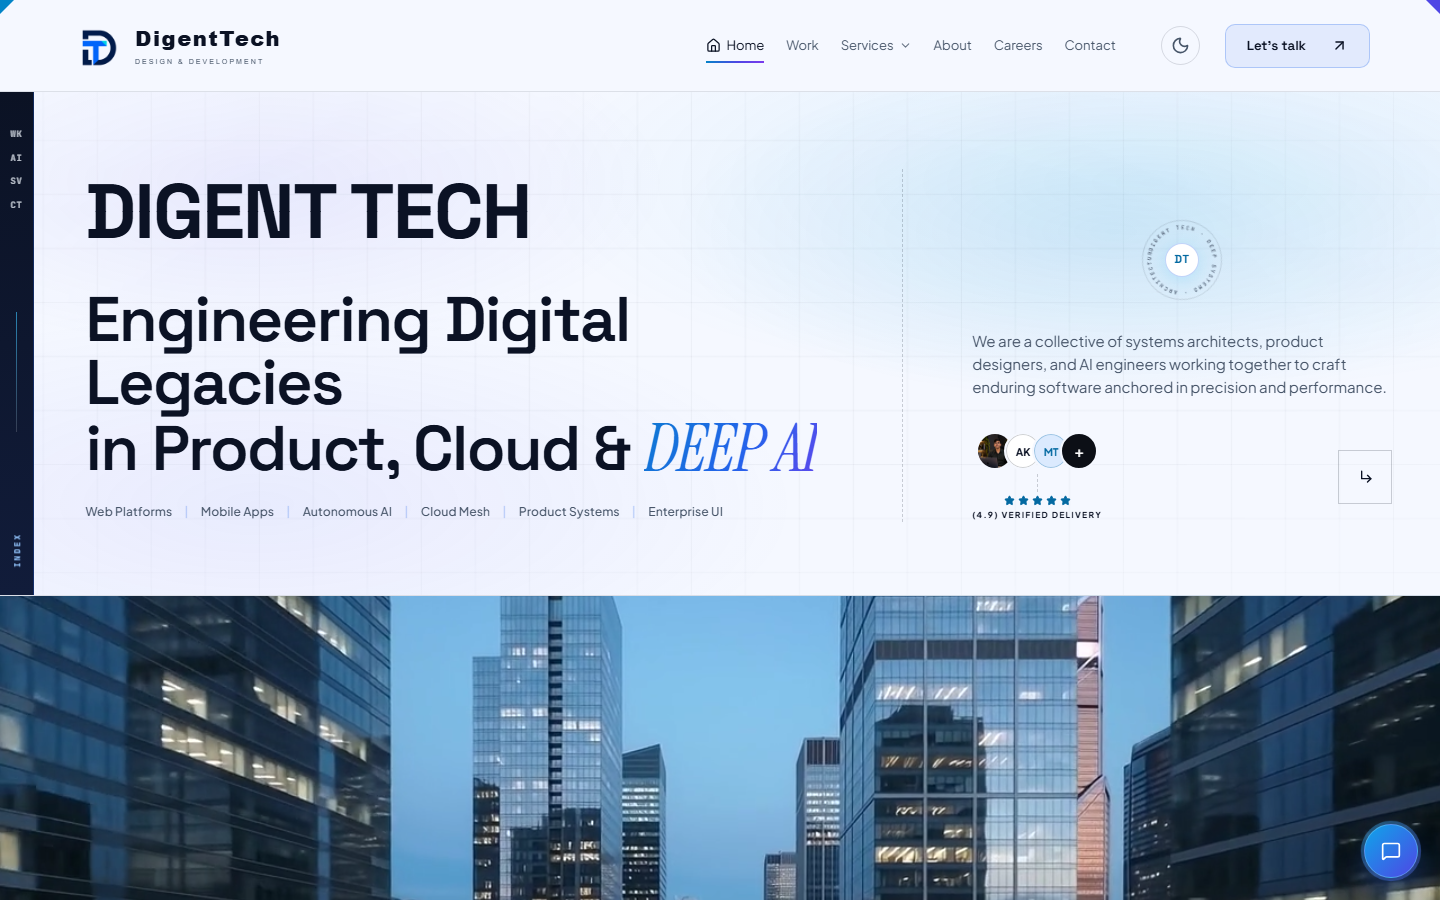 DigentTech
DESIGN & DEVELOPMENT
Home
Work
Services
About
Careers
Contact
Let's talk
WK
AI
SV
CT
INDEX
DIGENT TECH
Engineering Digital
Legacies
in Product, Cloud & DEEP AI
Web Platforms | Mobile Apps | Autonomous AI | Cloud Mesh | Product Systems | Enterprise UI
DT
We are a collective of systems architects, product
designers, and AI engineers working together to craft
enduring software anchored in precision and performance.
AK
MT
+
(4.9) VERIFIED DELIVERY